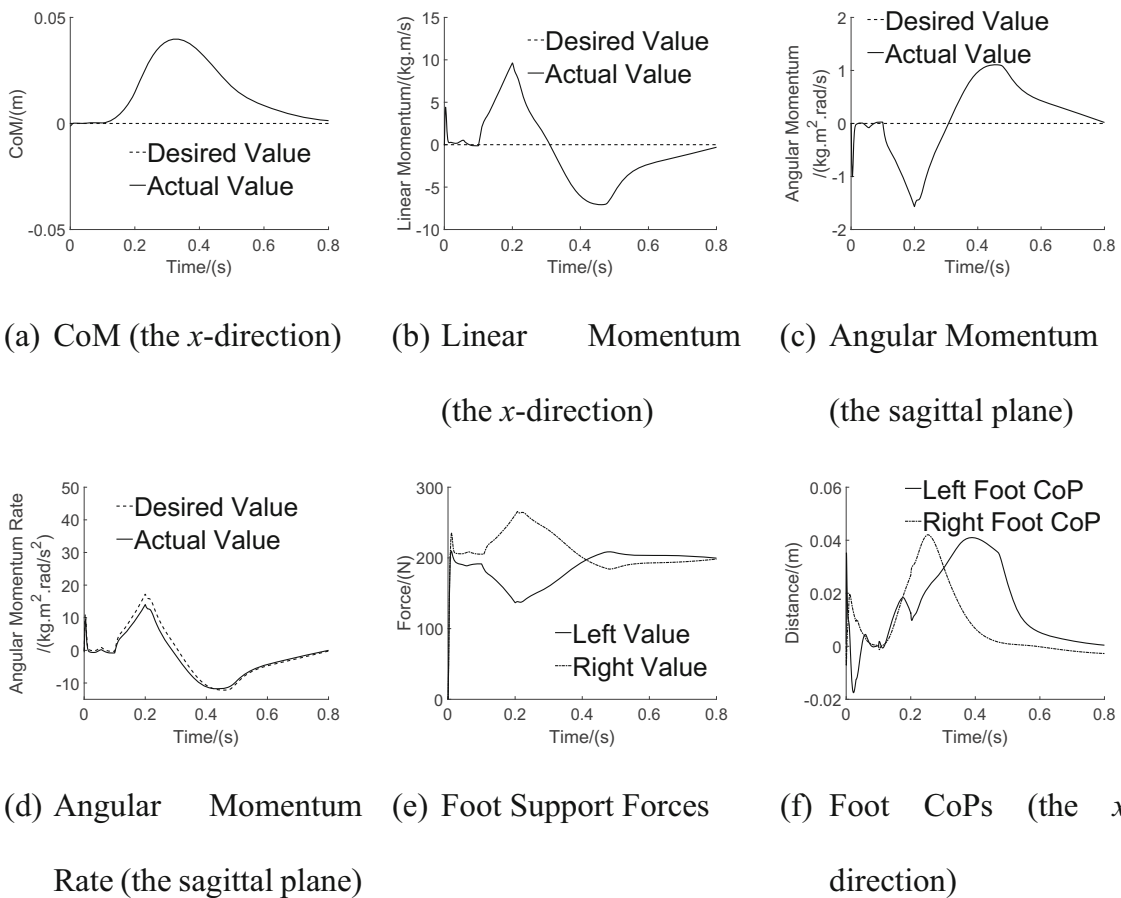 0.05
0
-0.05
CoM/(m)
Desired Value
Actual Value
0 0.2 0.4 0.6 0.8
Time/(s)
15
10
5
0
-5
-10
Linear Momentum/(kg.m/s)
Desired Value
Actual Value
0 0.2 0.4 0.6 0.8
Time/(s)
2
1
0
-1
-2
Angular Momentum
/(kg.m².rad/s)
Desired Value
Actual Value
0 0.2 0.4 0.6 0.8
Time/(s)
(a) CoM (the x-direction)
(b) Linear Momentum
(the x-direction)
(c) Angular Momentum
(the sagittal plane)
50
40
30
20
10
0
-10
Angular Momentum Rate
/(kg.m².rad/s²)
Desired Value
Actual Value
0 0.2 0.4 0.6 0.8
Time/(s)
300
200
100
0
Force/(N)
Left Value
Right Value
0 0.2 0.4 0.6 0.8
Time/(s)
0.06
0.04
0.02
0
-0.02
Distance/(m)
Left Foot CoP
Right Foot CoP
0 0.2 0.4 0.6 0.8
Time/(s)
(d) Angular Momentum
Rate (the sagittal plane)
(e) Foot Support Forces
(f) Foot CoPs (the x
direction)